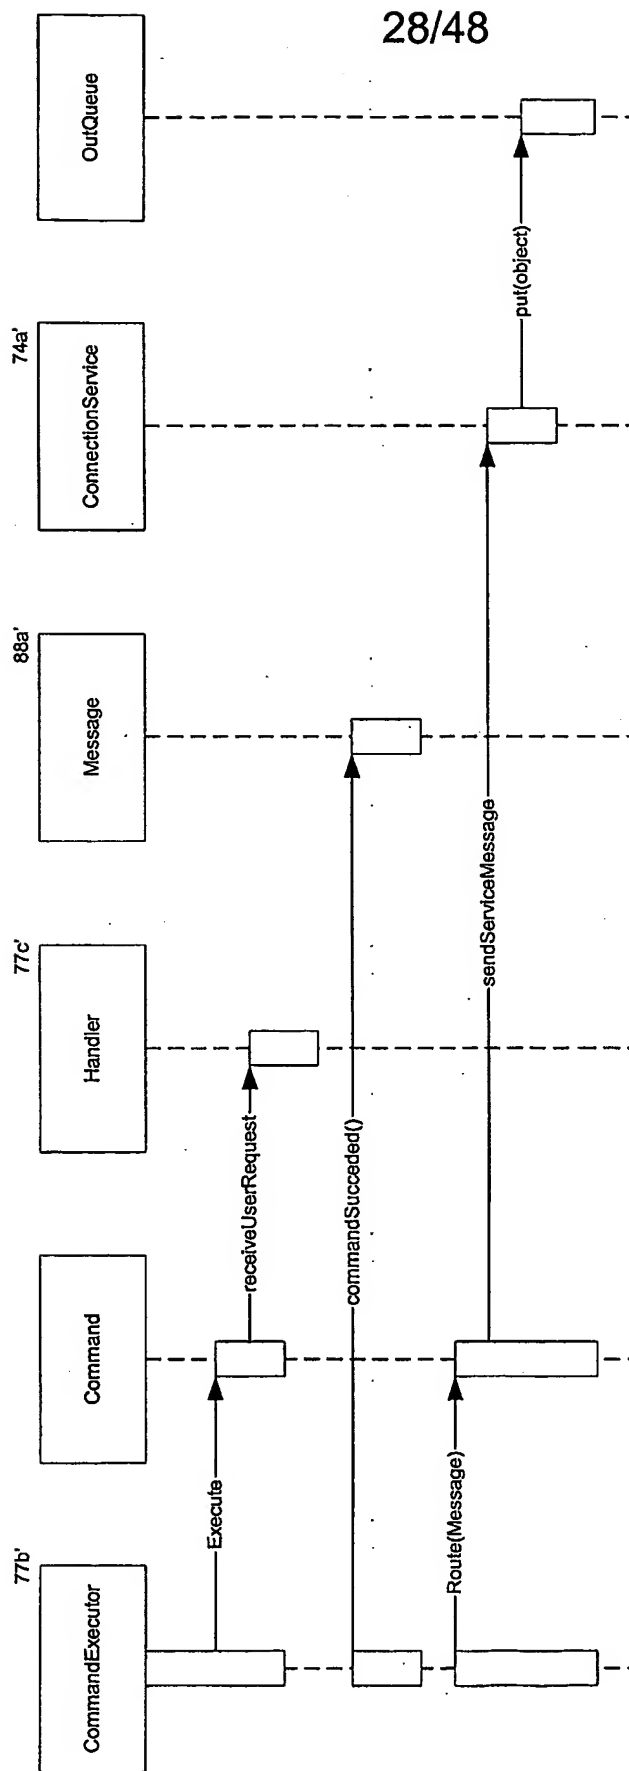 28/48
77b'
CommandExecutor
Command
77c'
Handler
88a'
Message
74a'
ConnectionService
OutQueue
Execute
receiveUserRequest
commandSucceded()
Route(Message)
sendServiceMessage
put(object)